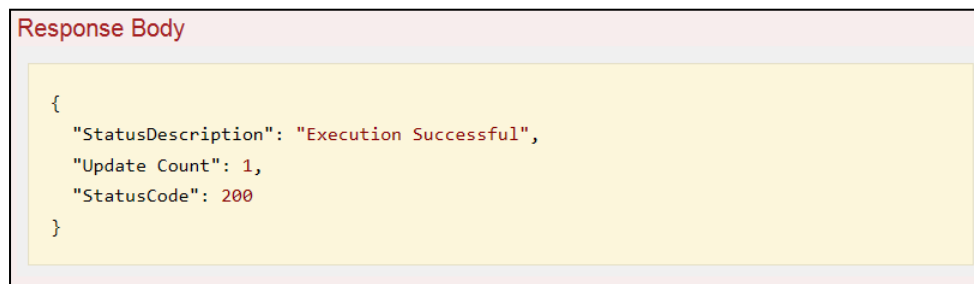 Response Body
{
"StatusDescription": "Execution Successful",
"Update Count": 1,
"StatusCode": 200
}